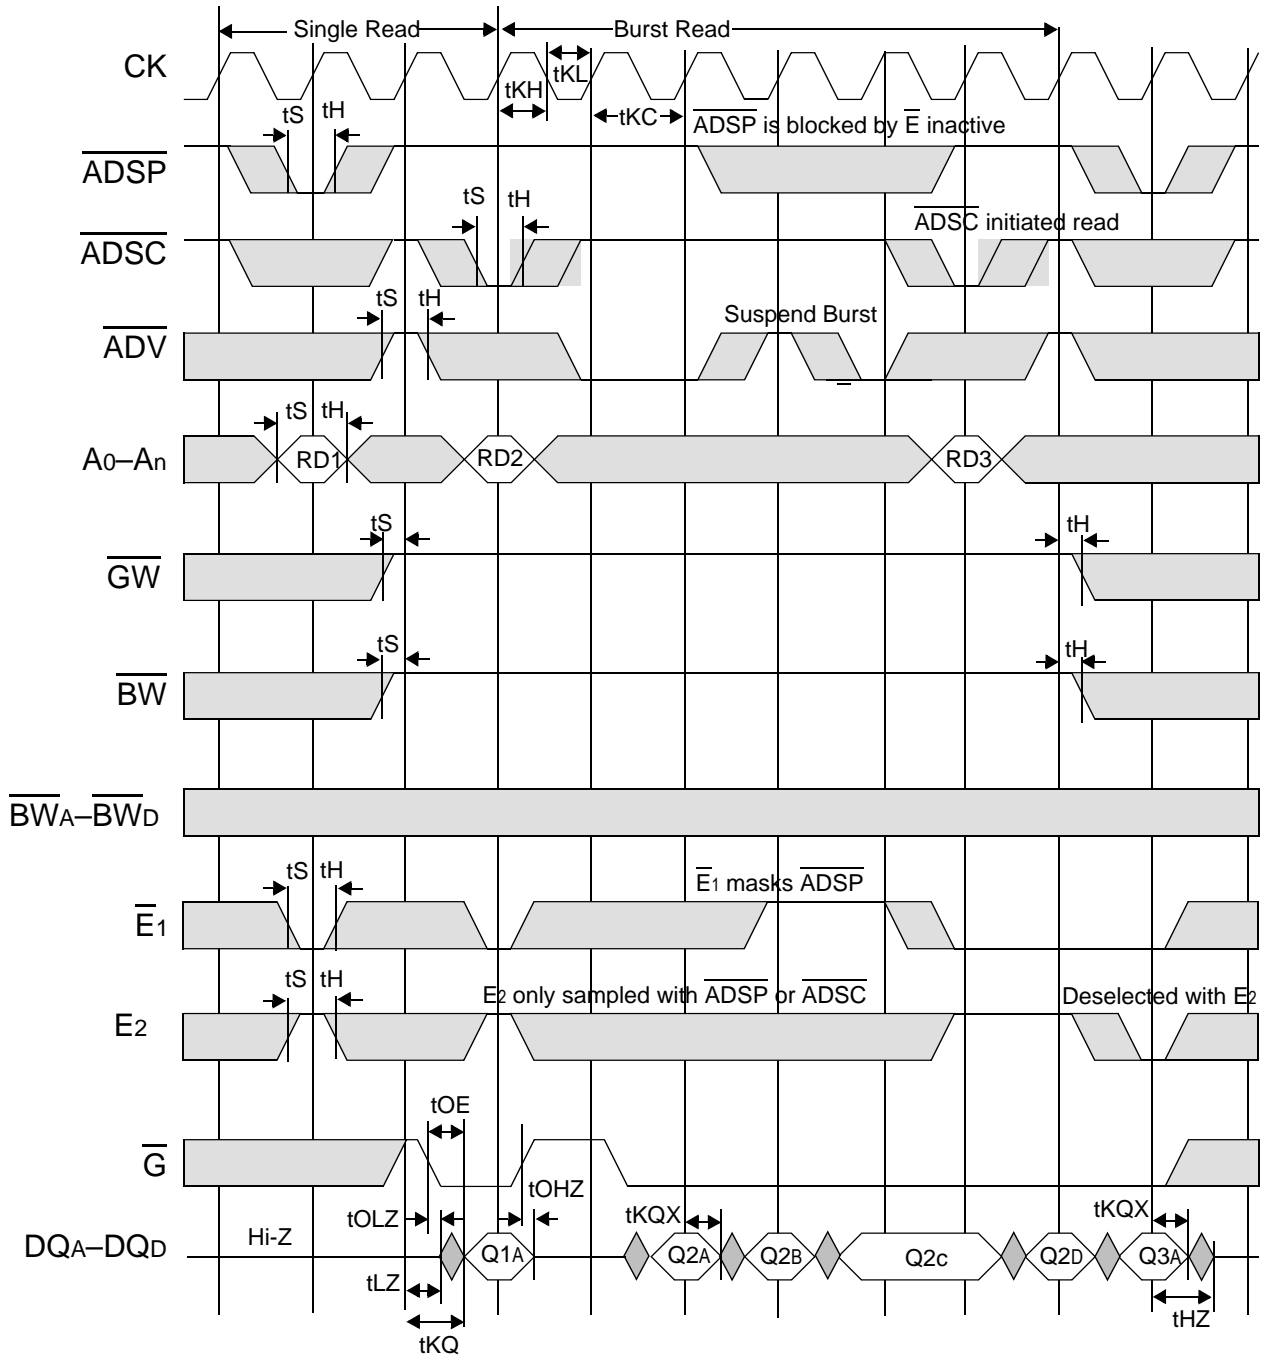 Single Read
Burst Read
CK
tKL
tKH
tKC
ADSP is blocked by E inactive
tS
tH
ADSP
tS
tH
ADSC initiated read
ADSC
tS
tH
Suspend Burst
ADV
tS
tH
A0–An
RD1
RD2
RD3
tS
tH
GW
tS
tH
BW
BWA–BWD
E1 masks ADSP
tS
tH
E1
tS
tH
E2 only sampled with ADSP or ADSC
Deselected with E2
E2
tOE
G
tOHZ
tOLZ
tKQX
tKQX
DQA–DQD
Hi-Z
Q1A
Q2A
Q2B
Q2c
Q2D
Q3A
tLZ
tHZ
tKQ